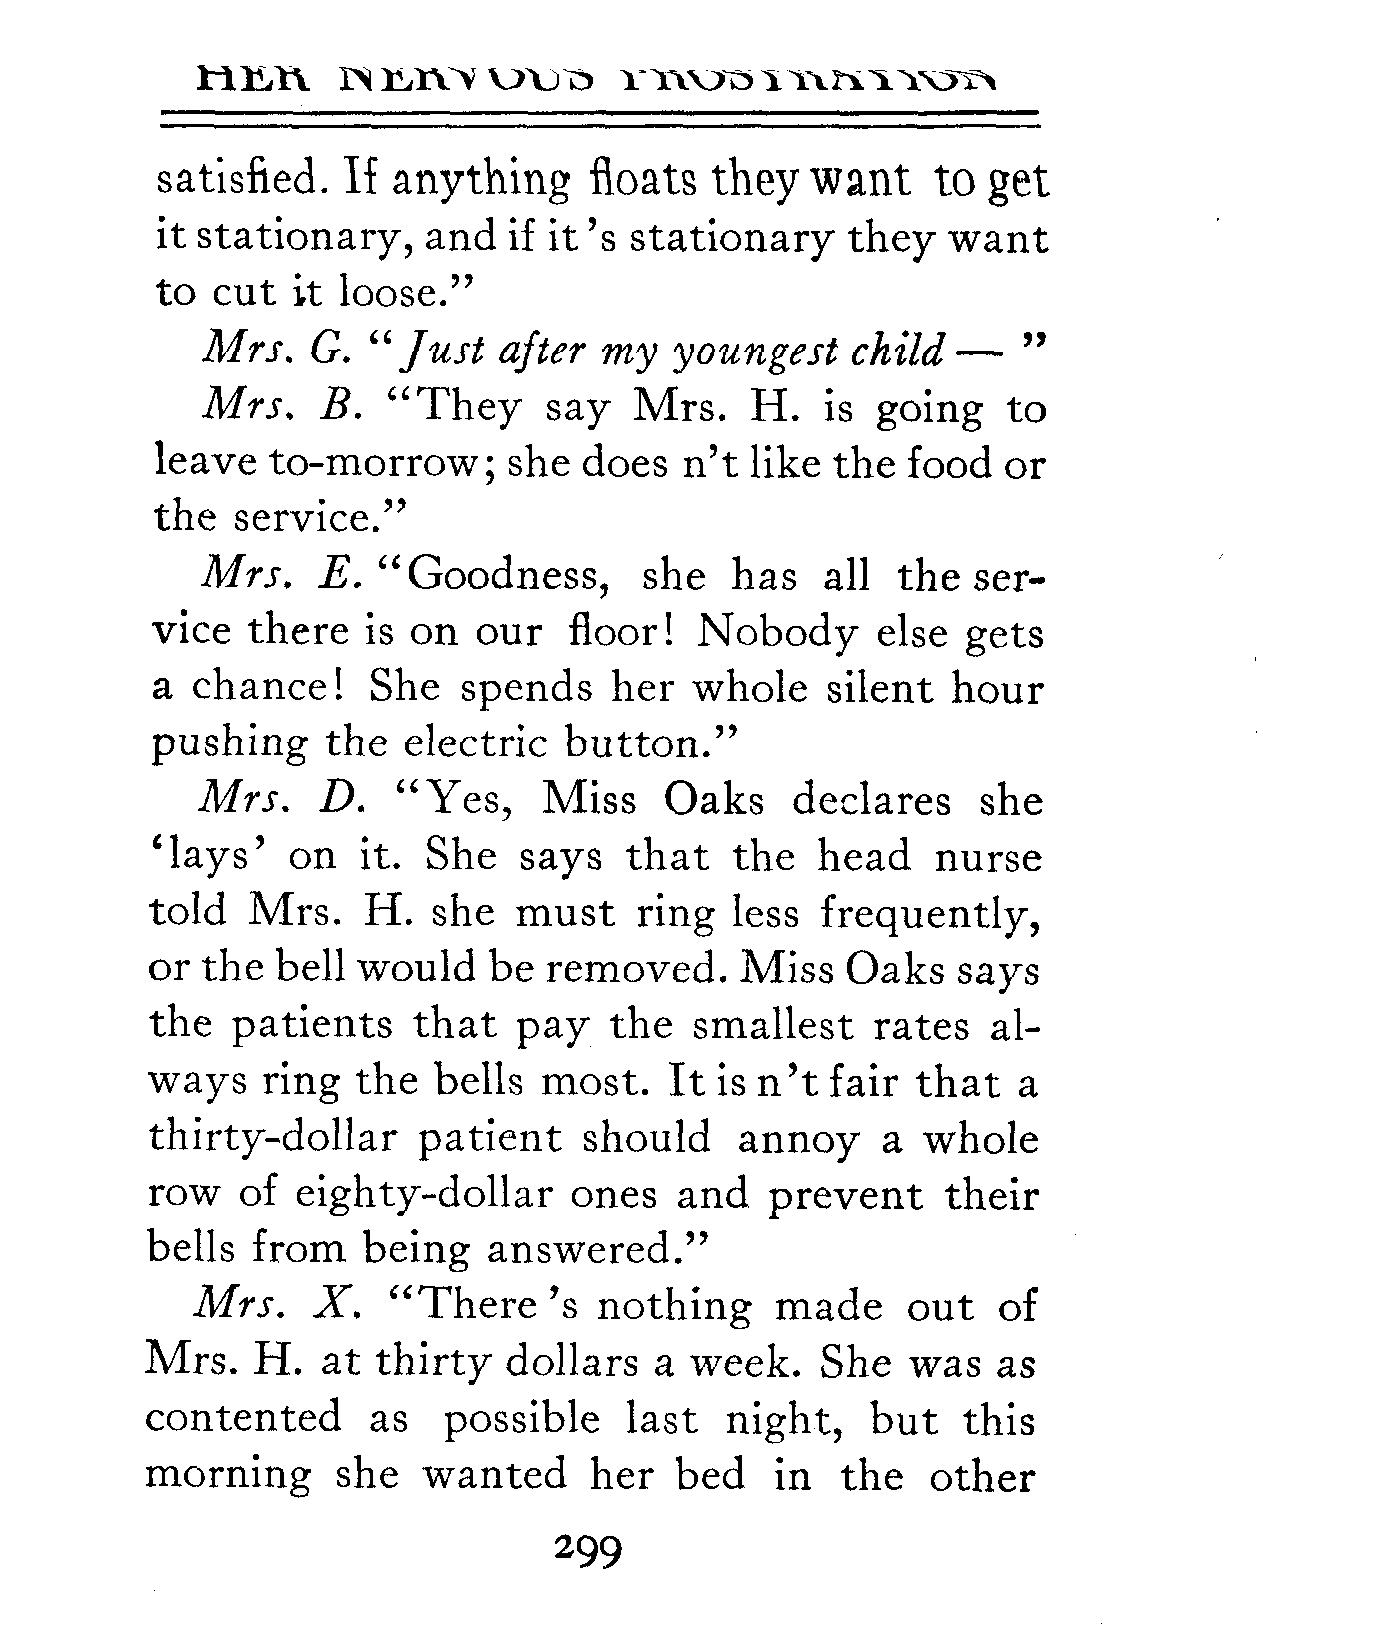 HER NERVOUS PROSTRATION
satisfied. If anything floats they want to get
it stationary, and if it 's stationary they want
to cut it loose."
Mrs. G. "Just after my youngest child — "
Mrs. B. "They say Mrs. H. is going to
leave to-morrow; she does n't like the food or
the service."
Mrs. E. "Goodness, she has all the ser-
vice there is on our floor! Nobody else gets
a chance! She spends her whole silent hour
pushing the electric button."
Mrs. D. "Yes, Miss Oaks declares she
'lays' on it. She says that the head nurse
told Mrs. H. she must ring less frequently,
or the bell would be removed. Miss Oaks says
the patients that pay the smallest rates al-
ways ring the bells most. It is n't fair that a
thirty-dollar patient should annoy a whole
row of eighty-dollar ones and prevent their
bells from being answered."
Mrs. X. "There 's nothing made out of
Mrs. H. at thirty dollars a week. She was as
contented as possible last night, but this
morning she wanted her bed in the other
299